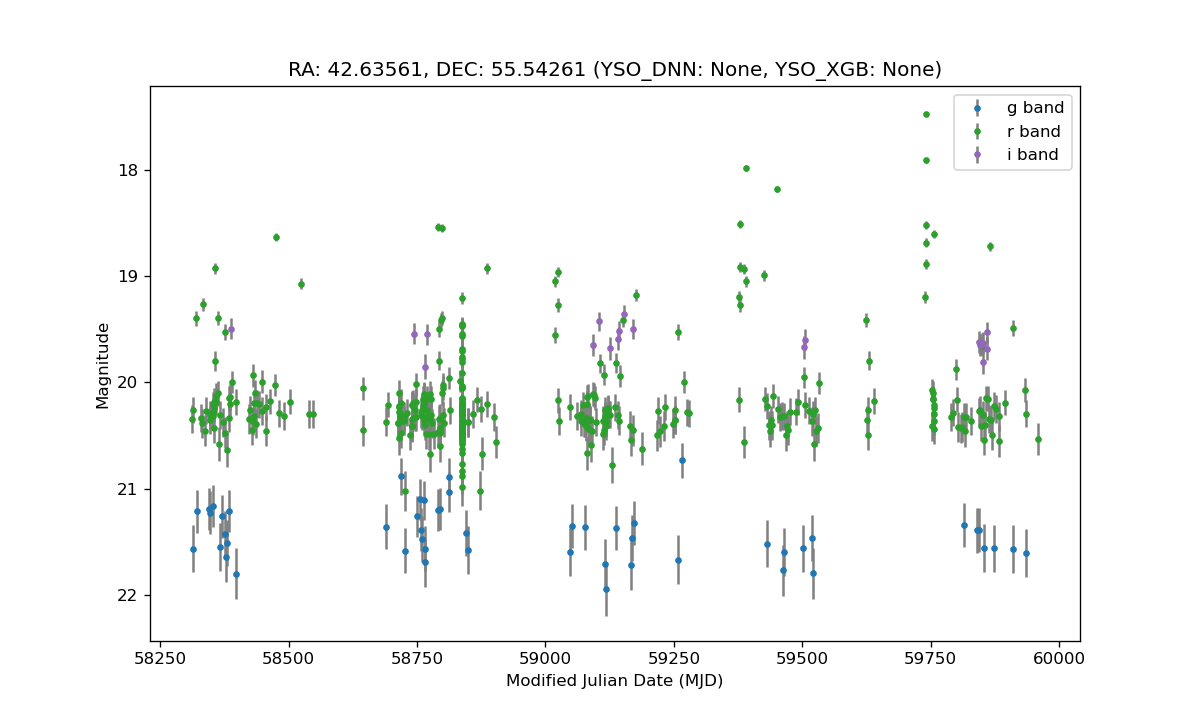 RA: 42.63561, DEC: 55.54261 (YSO_DNN: None, YSO_XGB: None)
g band
r band
i band
18
19
20
21
22
Magnitude
58250
58500
58750
59000
59250
59500
59750
60000
Modified Julian Date (MJD)